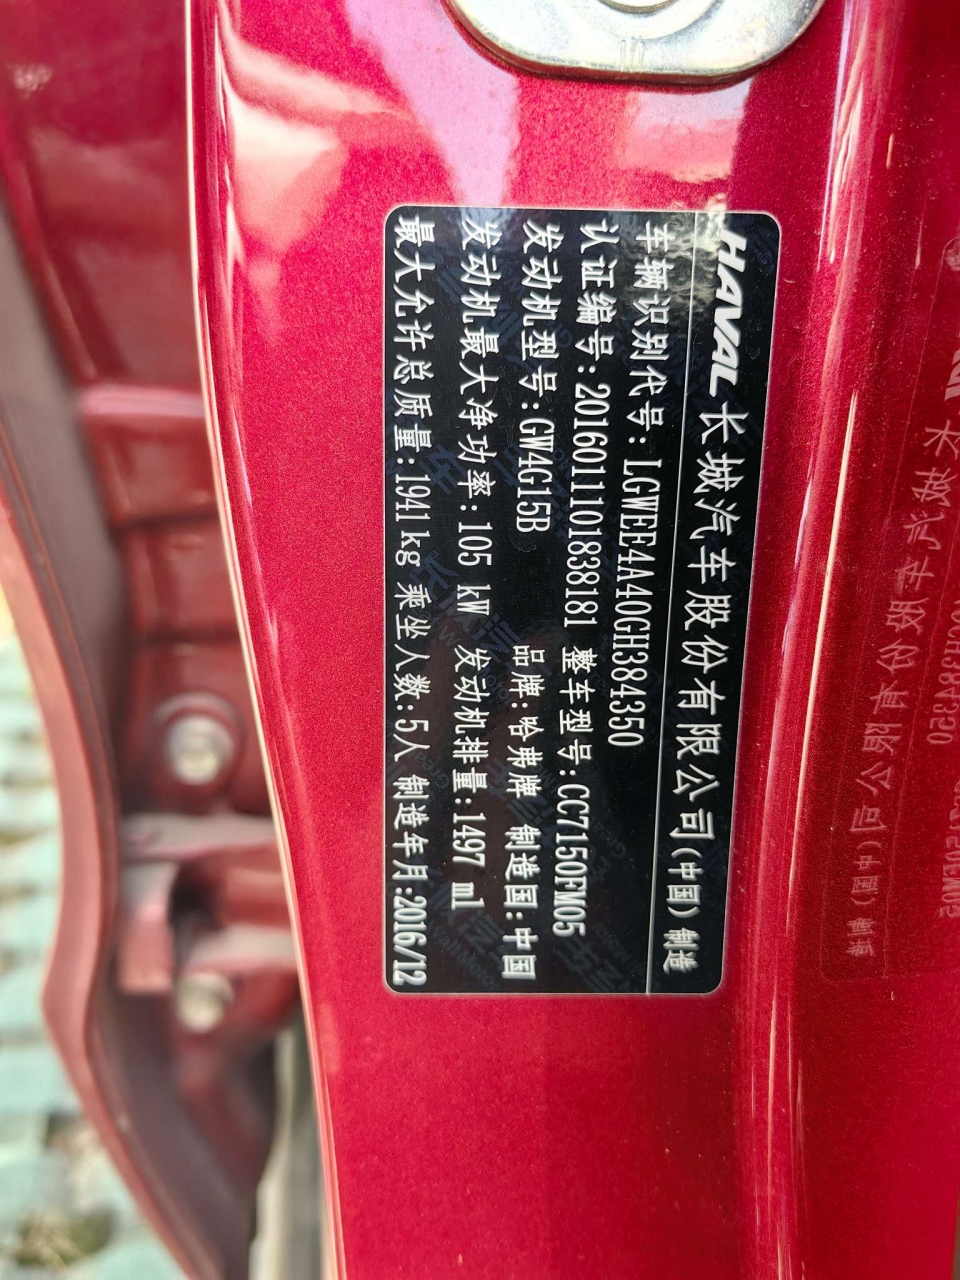 HAVAL 长城汽车股份有限公司(中国)制造
车辆识别代号:LGWEE4A40GH384350
认证编号:2016011101838181 整车型号:CC7150FM05
发动机型号:GW4G15B 品牌:哈弗牌 制造国:中国
发动机最大净功率:105 kW 发动机排量:1497 ml
最大允许总质量:1941kg 乘坐人数:5人 制造年月:2016/12